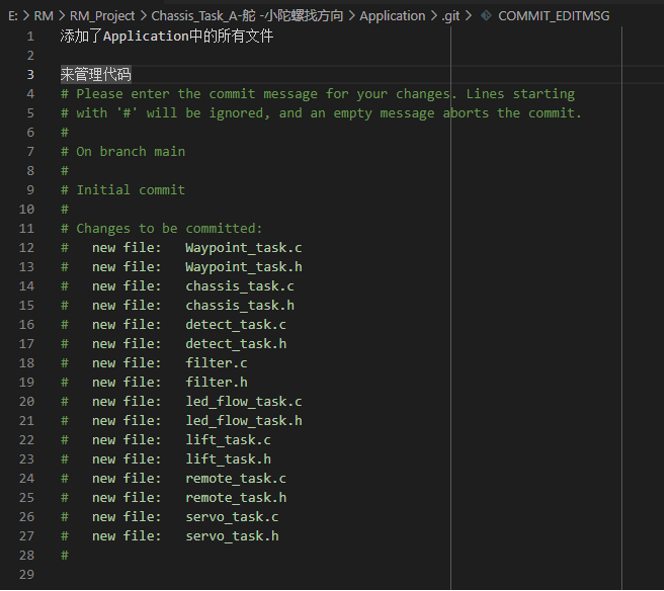 E: > RM > RM_Project > Chassis_Task_A-舵 -小陀螺找方向 > Application > .git > COMMIT_EDITMSG
1 添加了Application中的所有文件
2
3 来管理代码
4 # Please enter the commit message for your changes. Lines starting
5 # with '#' will be ignored, and an empty message aborts the commit.
6 #
7 # On branch main
8 #
9 # Initial commit
10 #
11 # Changes to be committed:
12 #   new file:   Waypoint_task.c
13 #   new file:   Waypoint_task.h
14 #   new file:   chassis_task.c
15 #   new file:   chassis_task.h
16 #   new file:   detect_task.c
17 #   new file:   detect_task.h
18 #   new file:   filter.c
19 #   new file:   filter.h
20 #   new file:   led_flow_task.c
21 #   new file:   led_flow_task.h
22 #   new file:   lift_task.c
23 #   new file:   lift_task.h
24 #   new file:   remote_task.c
25 #   new file:   remote_task.h
26 #   new file:   servo_task.c
27 #   new file:   servo_task.h
28 #
29